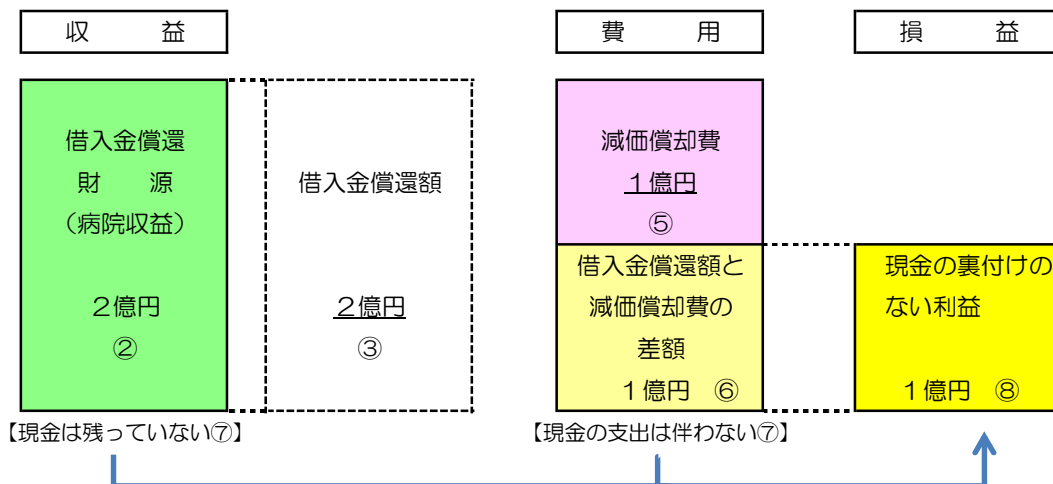 収　益
費　用
損　益
借入金償還
財　源
（病院収益）
２億円
②
借入金償還額
２億円
③
減価償却費
１億円
⑤
借入金償還額と
減価償却費の
差額
１億円　⑥
現金の裏付けの
ない利益
１億円　⑧
【現金は残っていない⑦】
【現金の支出は伴わない⑦】